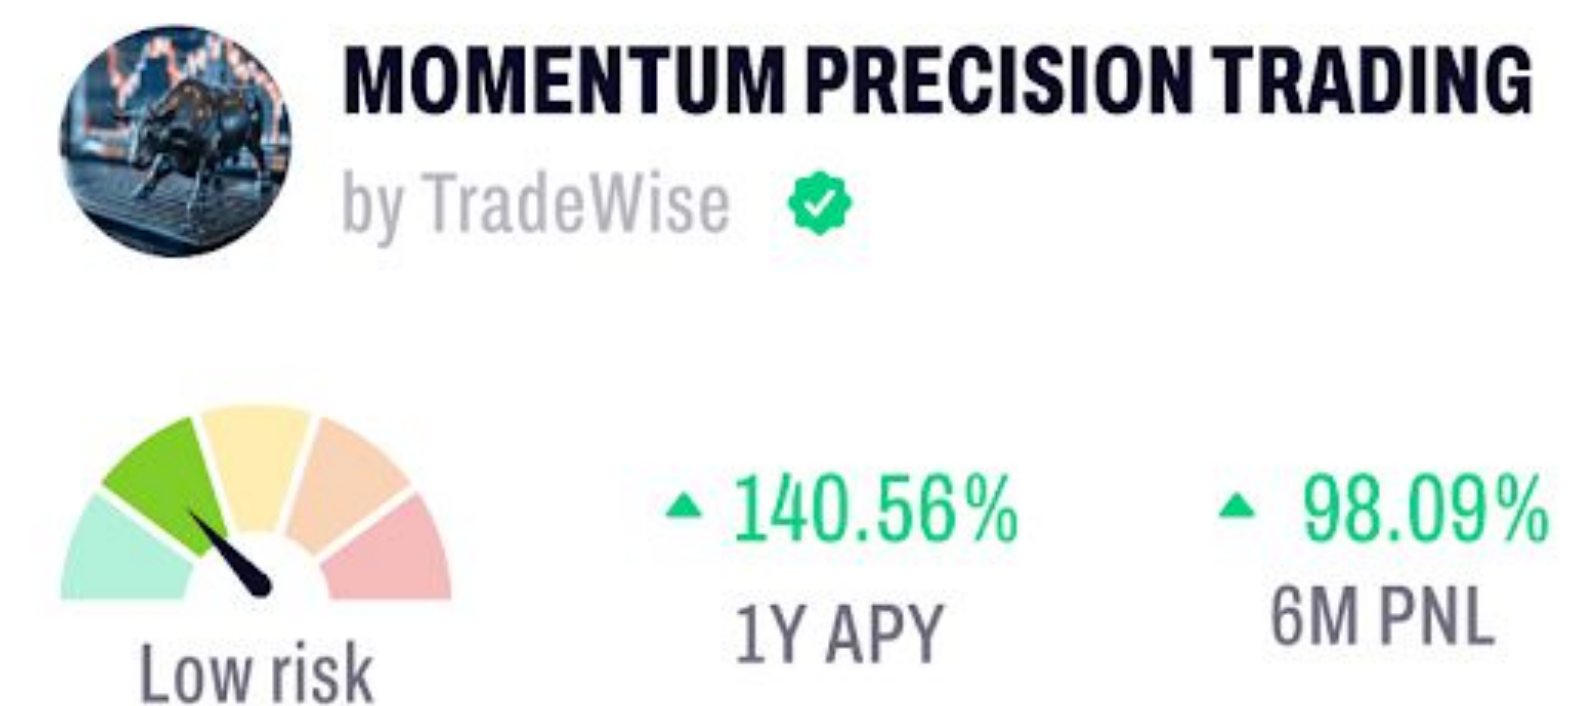 MOMENTUM PRECISION TRADING
by TradeWise
Low risk
140.56%
1Y APY
98.09%
6M PNL